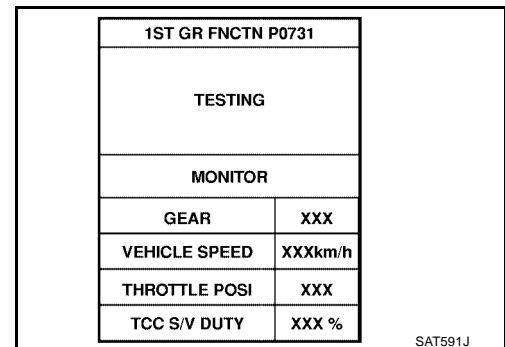 1ST GR FNCTN P0731
TESTING
MONITOR
GEAR XXX
VEHICLE SPEED XXXkm/h
THROTTLE POSI XXX
TCC S/V DUTY XXX %
SAT591J